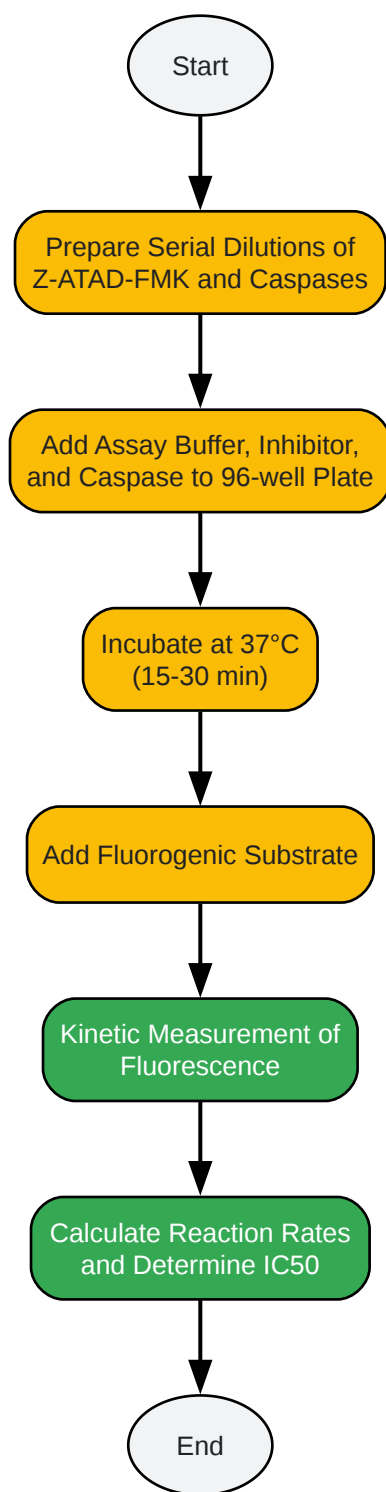 Start
Prepare Serial Dilutions of
Z-ATAD-FMK and Caspases
Add Assay Buffer, Inhibitor,
and Caspase to 96-well Plate
Incubate at 37°C
(15-30 min)
Add Fluorogenic Substrate
Kinetic Measurement of
Fluorescence
Calculate Reaction Rates
and Determine IC50
End